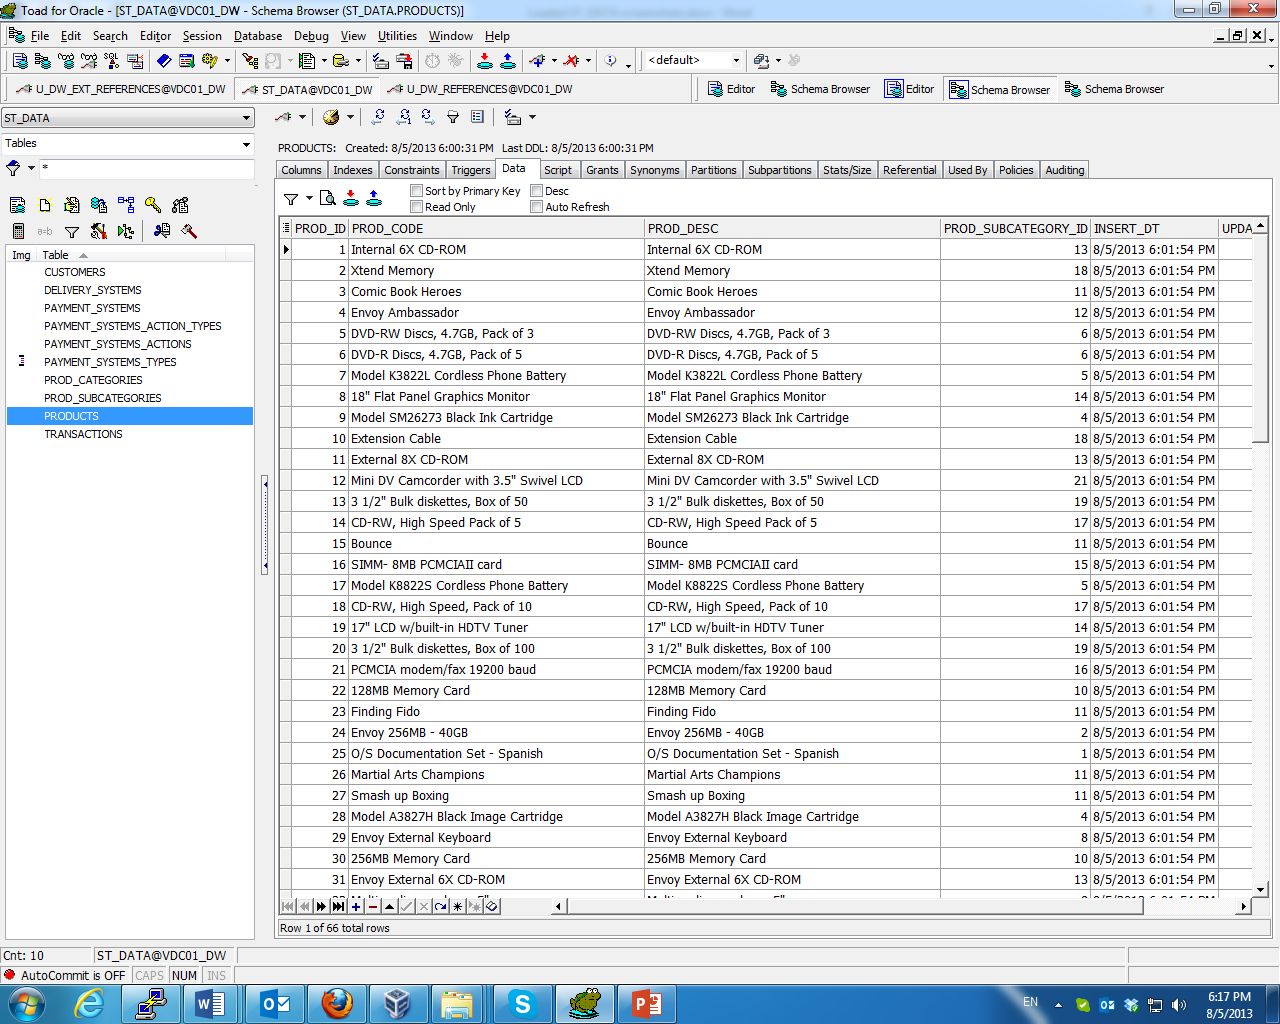 Toad for Oracle - [ST_DATA@VDC01_DW - Schema Browser (ST_DATA.PRODUCTS)]
File Edit Search Editor Session Database Debug View Utilities Window Help
<default>
U_DW_EXT_REFERENCES@VDC01_DW ST_DATA@VDC01_DW U_DW_REFERENCES@VDC01_DW Editor Schema Browser Editor Schema Browser Schema Browser
ST_DATA
Tables
*
Img Table
CUSTOMERS
DELIVERY_SYSTEMS
PAYMENT_SYSTEMS
PAYMENT_SYSTEMS_ACTION_TYPES
PAYMENT_SYSTEMS_ACTIONS
PAYMENT_SYSTEMS_TYPES
PROD_CATEGORIES
PROD_SUBCATEGORIES
PRODUCTS
TRANSACTIONS
PRODUCTS: Created: 8/5/2013 6:00:31 PM Last DDL: 8/5/2013 6:00:31 PM
Columns Indexes Constraints Triggers Data Script Grants Synonyms Partitions Subpartitions Stats/Size Referential Used By Policies Auditing
Sort by Primary Key Desc
Read Only Auto Refresh
PROD_ID PROD_CODE PROD_DESC PROD_SUBCATEGORY_ID INSERT_DT UPDA
1 Internal 6X CD-ROM Internal 6X CD-ROM 13 8/5/2013 6:01:54 PM
2 Xtend Memory Xtend Memory 18 8/5/2013 6:01:54 PM
3 Comic Book Heroes Comic Book Heroes 11 8/5/2013 6:01:54 PM
4 Envoy Ambassador Envoy Ambassador 12 8/5/2013 6:01:54 PM
5 DVD-RW Discs, 4.7GB, Pack of 3 DVD-RW Discs, 4.7GB, Pack of 3 6 8/5/2013 6:01:54 PM
6 DVD-R Discs, 4.7GB, Pack of 5 DVD-R Discs, 4.7GB, Pack of 5 6 8/5/2013 6:01:54 PM
7 Model K3822L Cordless Phone Battery Model K3822L Cordless Phone Battery 5 8/5/2013 6:01:54 PM
8 18" Flat Panel Graphics Monitor 18" Flat Panel Graphics Monitor 14 8/5/2013 6:01:54 PM
9 Model SM26273 Black Ink Cartridge Model SM26273 Black Ink Cartridge 4 8/5/2013 6:01:54 PM
10 Extension Cable Extension Cable 18 8/5/2013 6:01:54 PM
11 External 8X CD-ROM External 8X CD-ROM 13 8/5/2013 6:01:54 PM
12 Mini DV Camcorder with 3.5" Swivel LCD Mini DV Camcorder with 3.5" Swivel LCD 21 8/5/2013 6:01:54 PM
13 3 1/2" Bulk diskettes, Box of 50 3 1/2" Bulk diskettes, Box of 50 19 8/5/2013 6:01:54 PM
14 CD-RW, High Speed Pack of 5 CD-RW, High Speed Pack of 5 17 8/5/2013 6:01:54 PM
15 Bounce Bounce 11 8/5/2013 6:01:54 PM
16 SIMM- 8MB PCMCIAII card SIMM- 8MB PCMCIAII card 15 8/5/2013 6:01:54 PM
17 Model K8822S Cordless Phone Battery Model K8822S Cordless Phone Battery 5 8/5/2013 6:01:54 PM
18 CD-RW, High Speed, Pack of 10 CD-RW, High Speed, Pack of 10 17 8/5/2013 6:01:54 PM
19 17" LCD w/built-in HDTV Tuner 17" LCD w/built-in HDTV Tuner 14 8/5/2013 6:01:54 PM
20 3 1/2" Bulk diskettes, Box of 100 3 1/2" Bulk diskettes, Box of 100 19 8/5/2013 6:01:54 PM
21 PCMCIA modem/fax 19200 baud PCMCIA modem/fax 19200 baud 16 8/5/2013 6:01:54 PM
22 128MB Memory Card 128MB Memory Card 10 8/5/2013 6:01:54 PM
23 Finding Fido Finding Fido 11 8/5/2013 6:01:54 PM
24 Envoy 256MB - 40GB Envoy 256MB - 40GB 2 8/5/2013 6:01:54 PM
25 O/S Documentation Set - Spanish O/S Documentation Set - Spanish 1 8/5/2013 6:01:54 PM
26 Martial Arts Champions Martial Arts Champions 11 8/5/2013 6:01:54 PM
27 Smash up Boxing Smash up Boxing 11 8/5/2013 6:01:54 PM
28 Model A3827H Black Image Cartridge Model A3827H Black Image Cartridge 4 8/5/2013 6:01:54 PM
29 Envoy External Keyboard Envoy External Keyboard 8 8/5/2013 6:01:54 PM
30 256MB Memory Card 256MB Memory Card 10 8/5/2013 6:01:54 PM
31 Envoy External 6X CD-ROM Envoy External 6X CD-ROM 13 8/5/2013 6:01:54 PM
Row 1 of 66 total rows
Cnt: 10 ST_DATA@VDC01_DW
AutoCommit is OFF CAPS NUM INS
EN 6:17 PM
8/5/2013